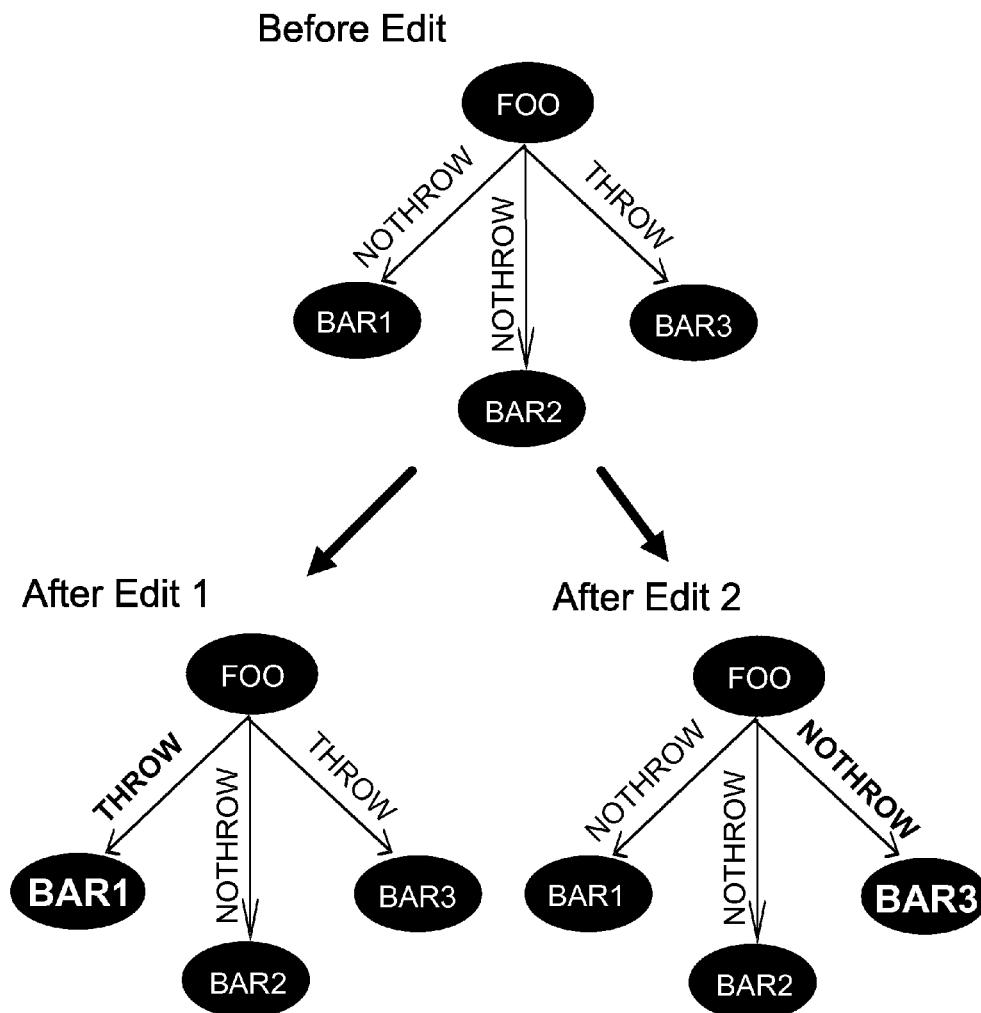 Before Edit
FOO
NOTHROW
NOTHROW
THROW
BAR1
BAR3
BAR2
After Edit 1
FOO
THROW
NOTHROW
THROW
BAR1
BAR3
BAR2
After Edit 2
FOO
NOTHROW
NOTHROW
NOTHROW
BAR1
BAR3
BAR2